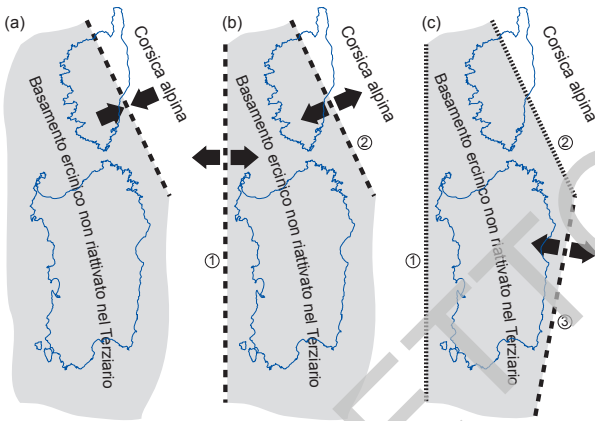 (a)
Corsica alpina
Basamento ercinico non riattivato nel Terziario
(b)
Corsica alpina
②
Basamento ercinico non riattivato nel Terziario
①
(c)
Corsica alpina
②
Basamento ercinico non riattivato nel Terziario
①
③